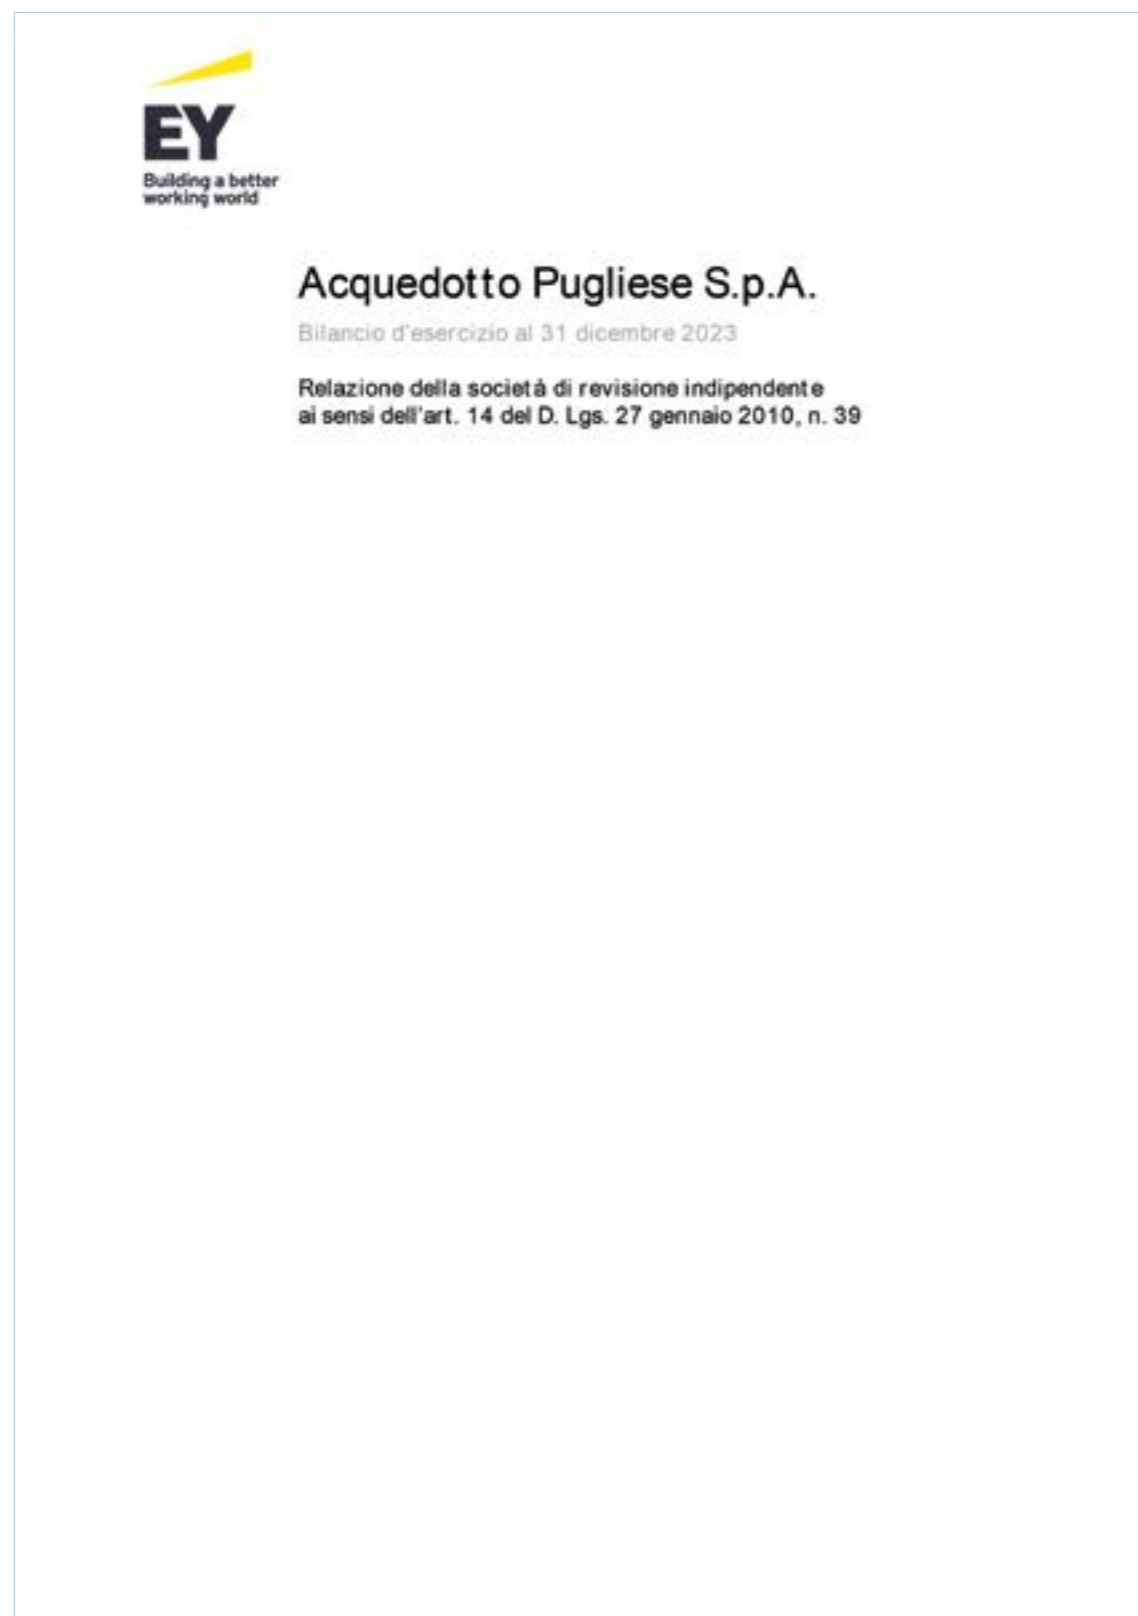 EY
Building a better
working world
Acquedotto Pugliese S.p.A.
Bilancio d'esercizio al 31 dicembre 2023
Relazione della società di revisione indipendente
ai sensi dell'art. 14 del D. Lgs. 27 gennaio 2010, n. 39